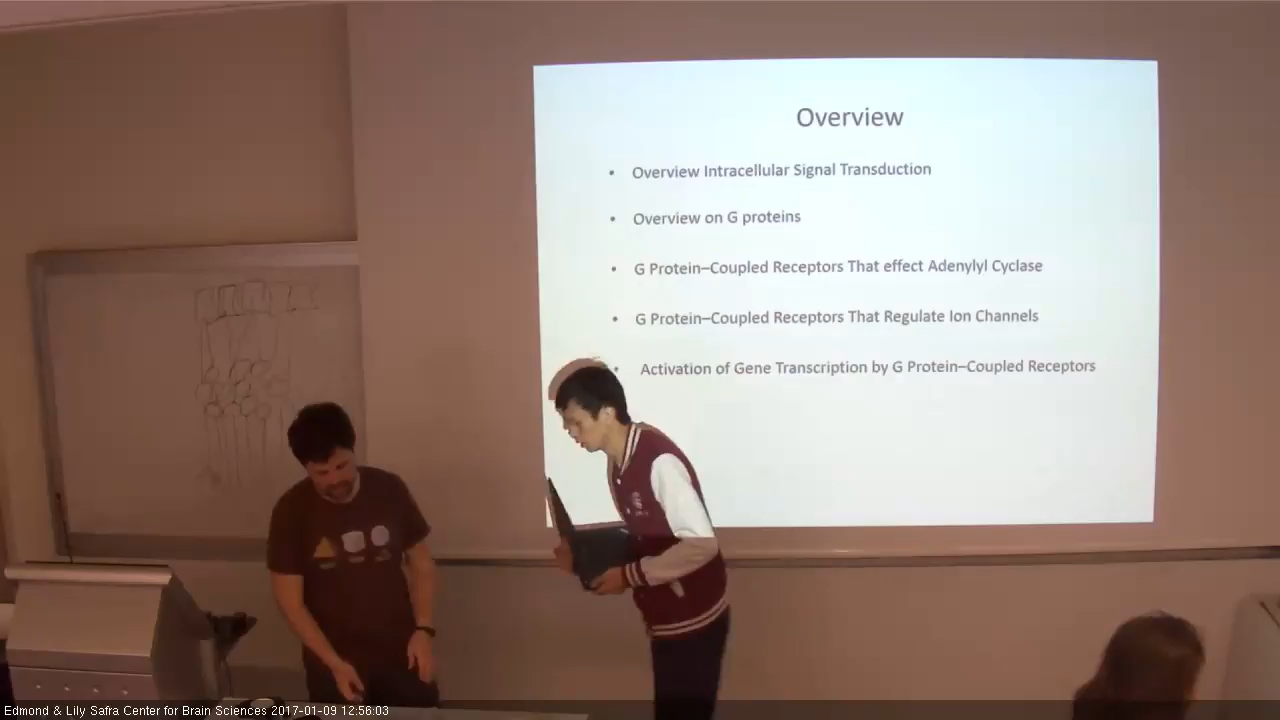 Overview
• Overview Intracellular Signal Transduction
• Overview on G proteins
• G Protein–Coupled Receptors That effect Adenylyl Cyclase
• G Protein–Coupled Receptors That Regulate Ion Channels
• Activation of Gene Transcription by G Protein–Coupled Receptors
Edmond & Lily Safra Center for Brain Sciences 2017-01-09 12:56:03